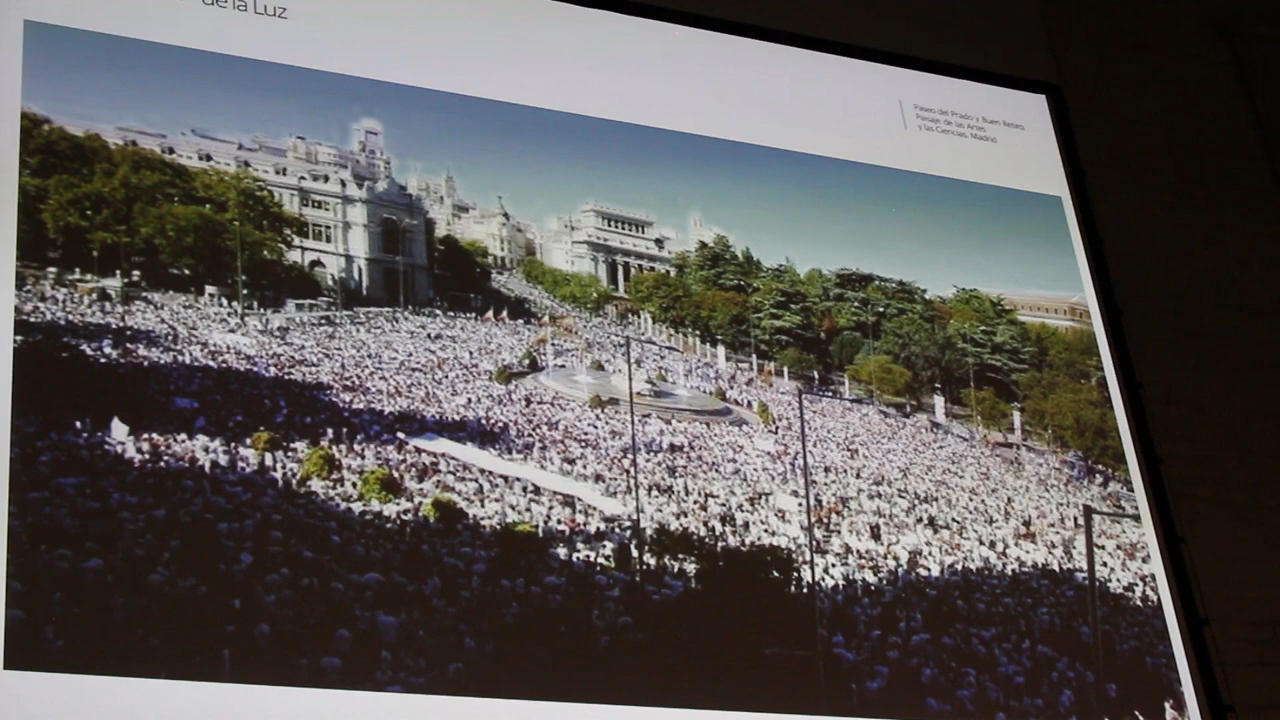 de la Luz
Paseo del Prado y Buen Retiro,
Paisaje de las Artes
y las Ciencias. Madrid